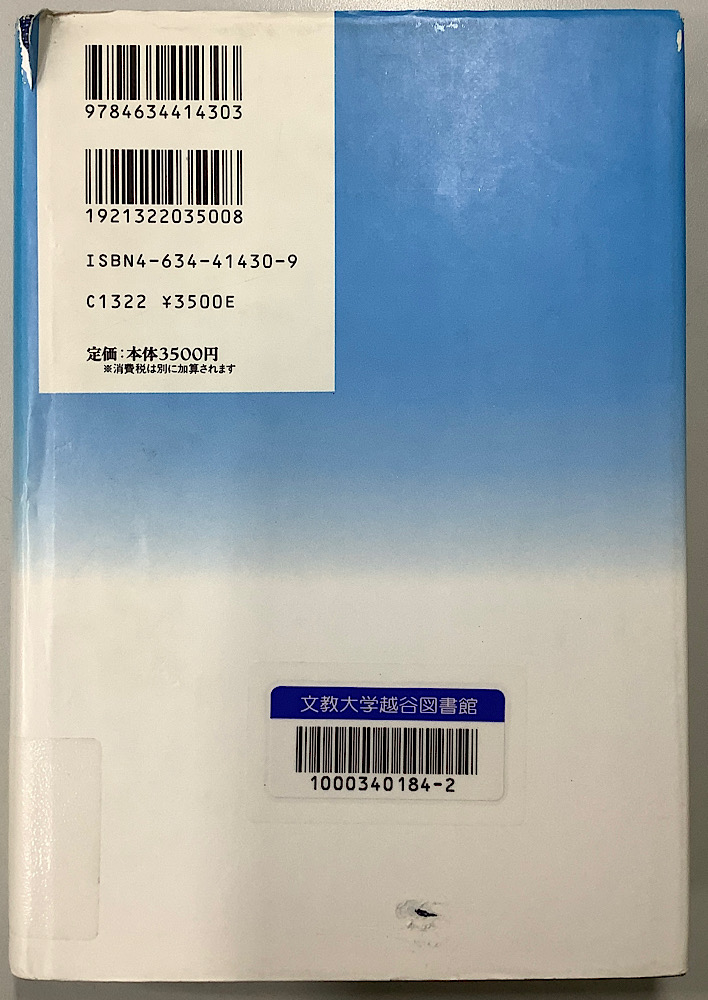 9784634414303
1921322035008
ISBN4-634-41430-9
C1322 ¥3500E
定価：本体3500円
※消費税は別に加算されます
文教大学越谷図書館
1000340184-2